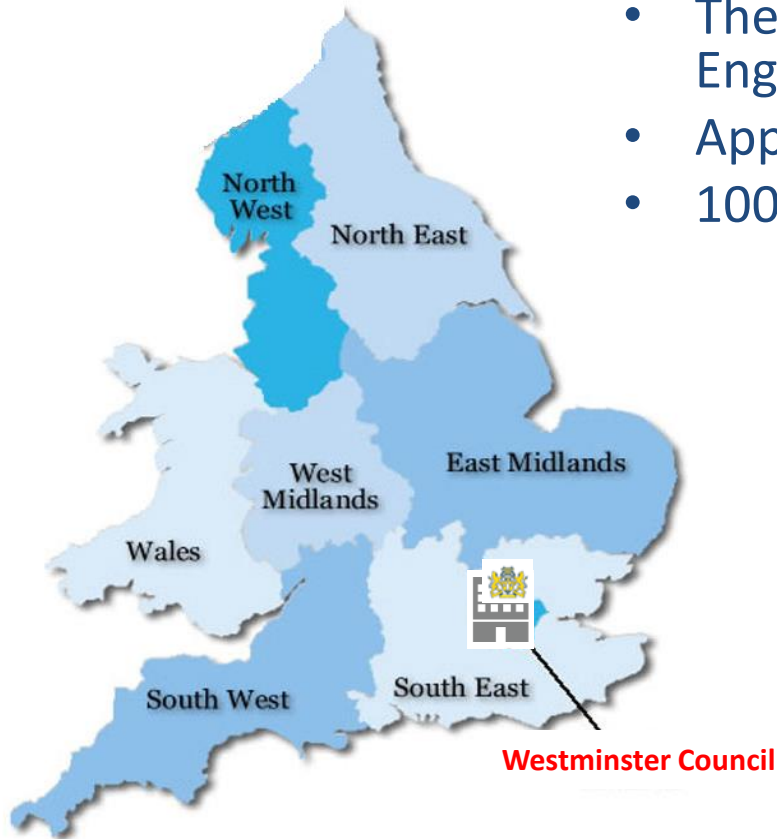 • The
Eng
• App
• 100
North
West
North East
East Midlands
West
Midlands
Wales
South East
South West
Westminster Council